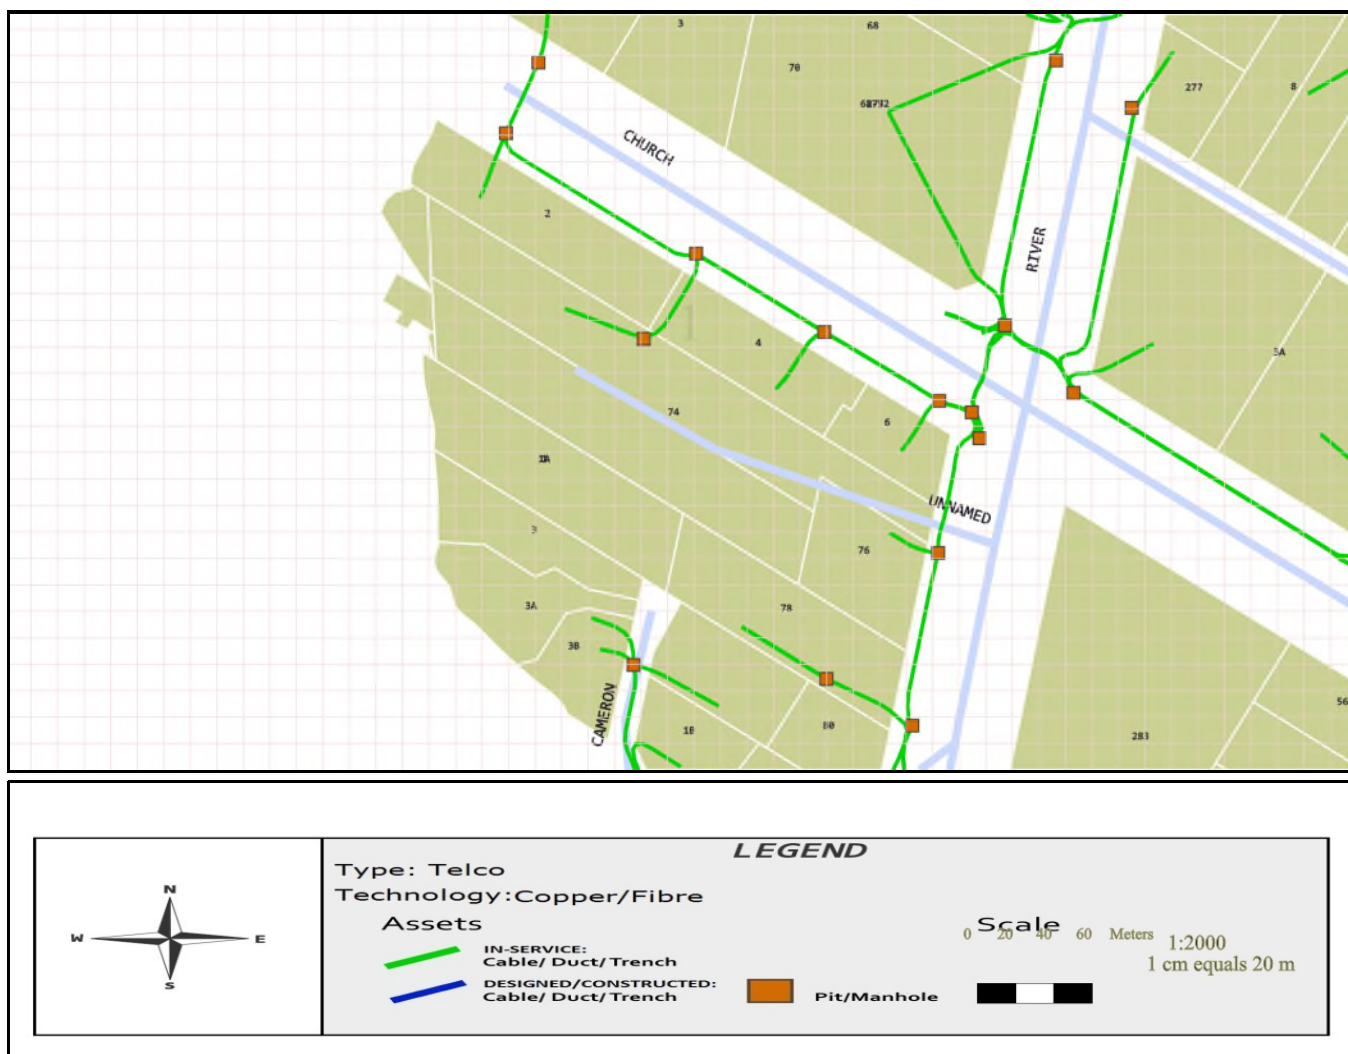 3
68
70
277
8
CHURCH
2
RIVER
3A
4
74
6
1A
UNNAMED
3
76
3A
78
3B
CAMERON
1B
80
283
56
LEGEND
Type: Telco
Technology:Copper/Fibre
Assets
Scale
0 20 40 60 Meters
1:2000
1 cm equals 20 m
IN-SERVICE:
Cable/ Duct/ Trench
DESIGNED/CONSTRUCTED:
Cable/ Duct/ Trench
Pit/Manhole
N
W
E
S